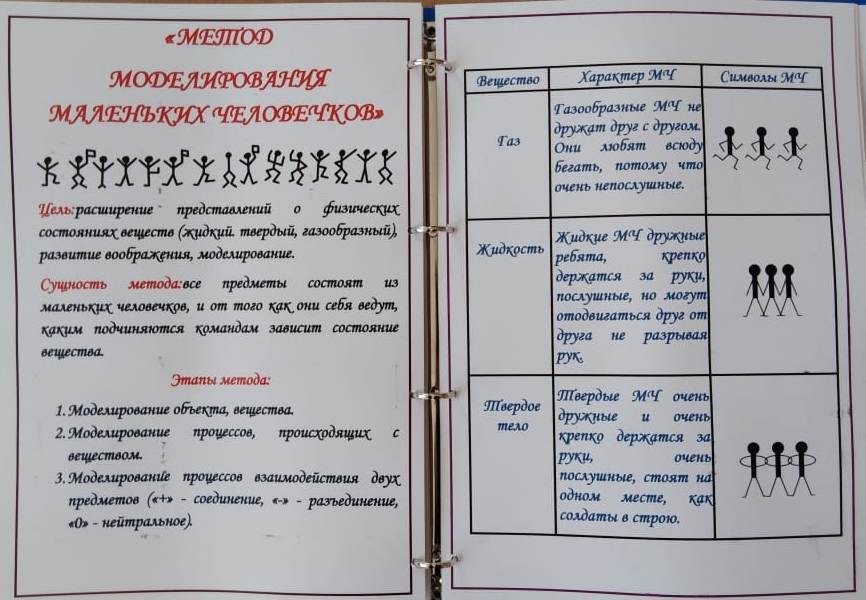 «МЕТОД
МОДЕЛИРОВАНИЯ
МАЛЕНЬКИХ ЧЕЛОВЕЧКОВ»
Цель:расширение представлений о физических
состояниях веществ (жидкий. твердый, газообразный),
развитие воображения, моделирование.
Сущность метода:все предметы состоят из
маленьких человечков, и от того как они себя ведут,
каким подчиняются командам зависит состояние
вещества.
Этапы метода:
1. Моделирование объекта, вещества.
2. Моделирование процессов, происходящих с
веществом.
3. Моделирование процессов взаимодействия двух
предметов («+» - соединение, «-» - разъединение,
«0» - нейтральное).
Вещество Характер МЧ Символы МЧ
Газ
Газообразные МЧ не
дружат друг с другом.
Они любят всюду
бегать, потому что
очень непослушные.
Жидкость
Жидкие МЧ дружные
ребята, крепко
держатся за руки,
послушные, но могут
отодвигаться друг от
друга не разрывая
рук.
Твердое
тело
Твердые МЧ очень
дружные и очень
крепко держатся за
руки, очень
послушные, стоят на
одном месте, как
солдаты в строю.